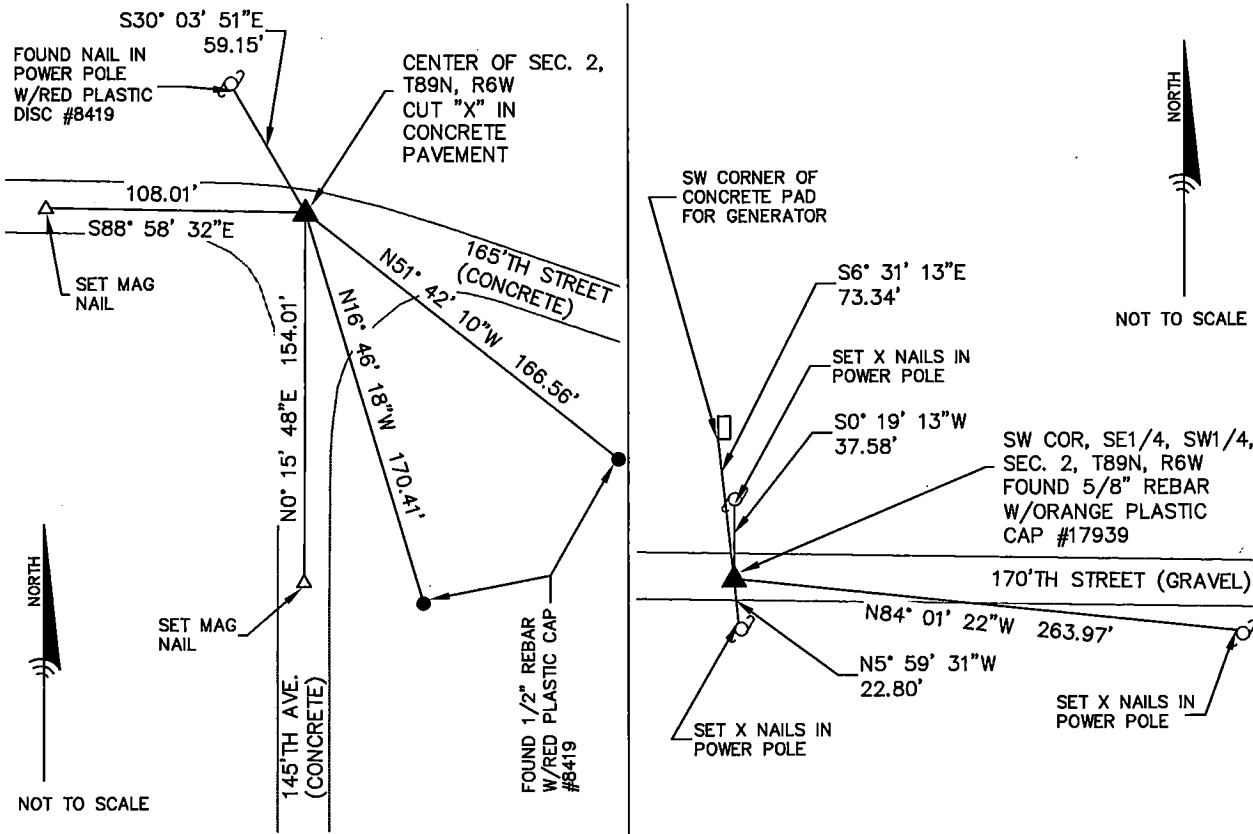 S30° 03' 51"E
59.15'
FOUND NAIL IN
POWER POLE
W/RED PLASTIC
DISC #8419
CENTER OF SEC. 2,
T89N, R6W
CUT "X" IN
CONCRETE
PAVEMENT
108.01'
S88° 58' 32"E
SET MAG
NAIL
165'TH STREET
(CONCRETE)
N51° 42' 10"W 166.56'
N16° 46' 18"W 170.41'
N0° 15' 48"E 154.01'
SET MAG
NAIL
145'TH AVE.
(CONCRETE)
FOUND 1/2" REBAR
W/RED PLASTIC CAP
#8419
NORTH
NOT TO SCALE
NORTH
NOT TO SCALE
SW CORNER OF
CONCRETE PAD
FOR GENERATOR
S6° 31' 13"E
73.34'
SET X NAILS IN
POWER POLE
S0° 19' 13"W
37.58'
SW COR, SE1/4, SW1/4,
SEC. 2, T89N, R6W
FOUND 5/8" REBAR
W/ORANGE PLASTIC
CAP #17939
170'TH STREET (GRAVEL)
N84° 01' 22"W 263.97'
N5° 59' 31"W
22.80'
SET X NAILS IN
POWER POLE
SET X NAILS IN
POWER POLE